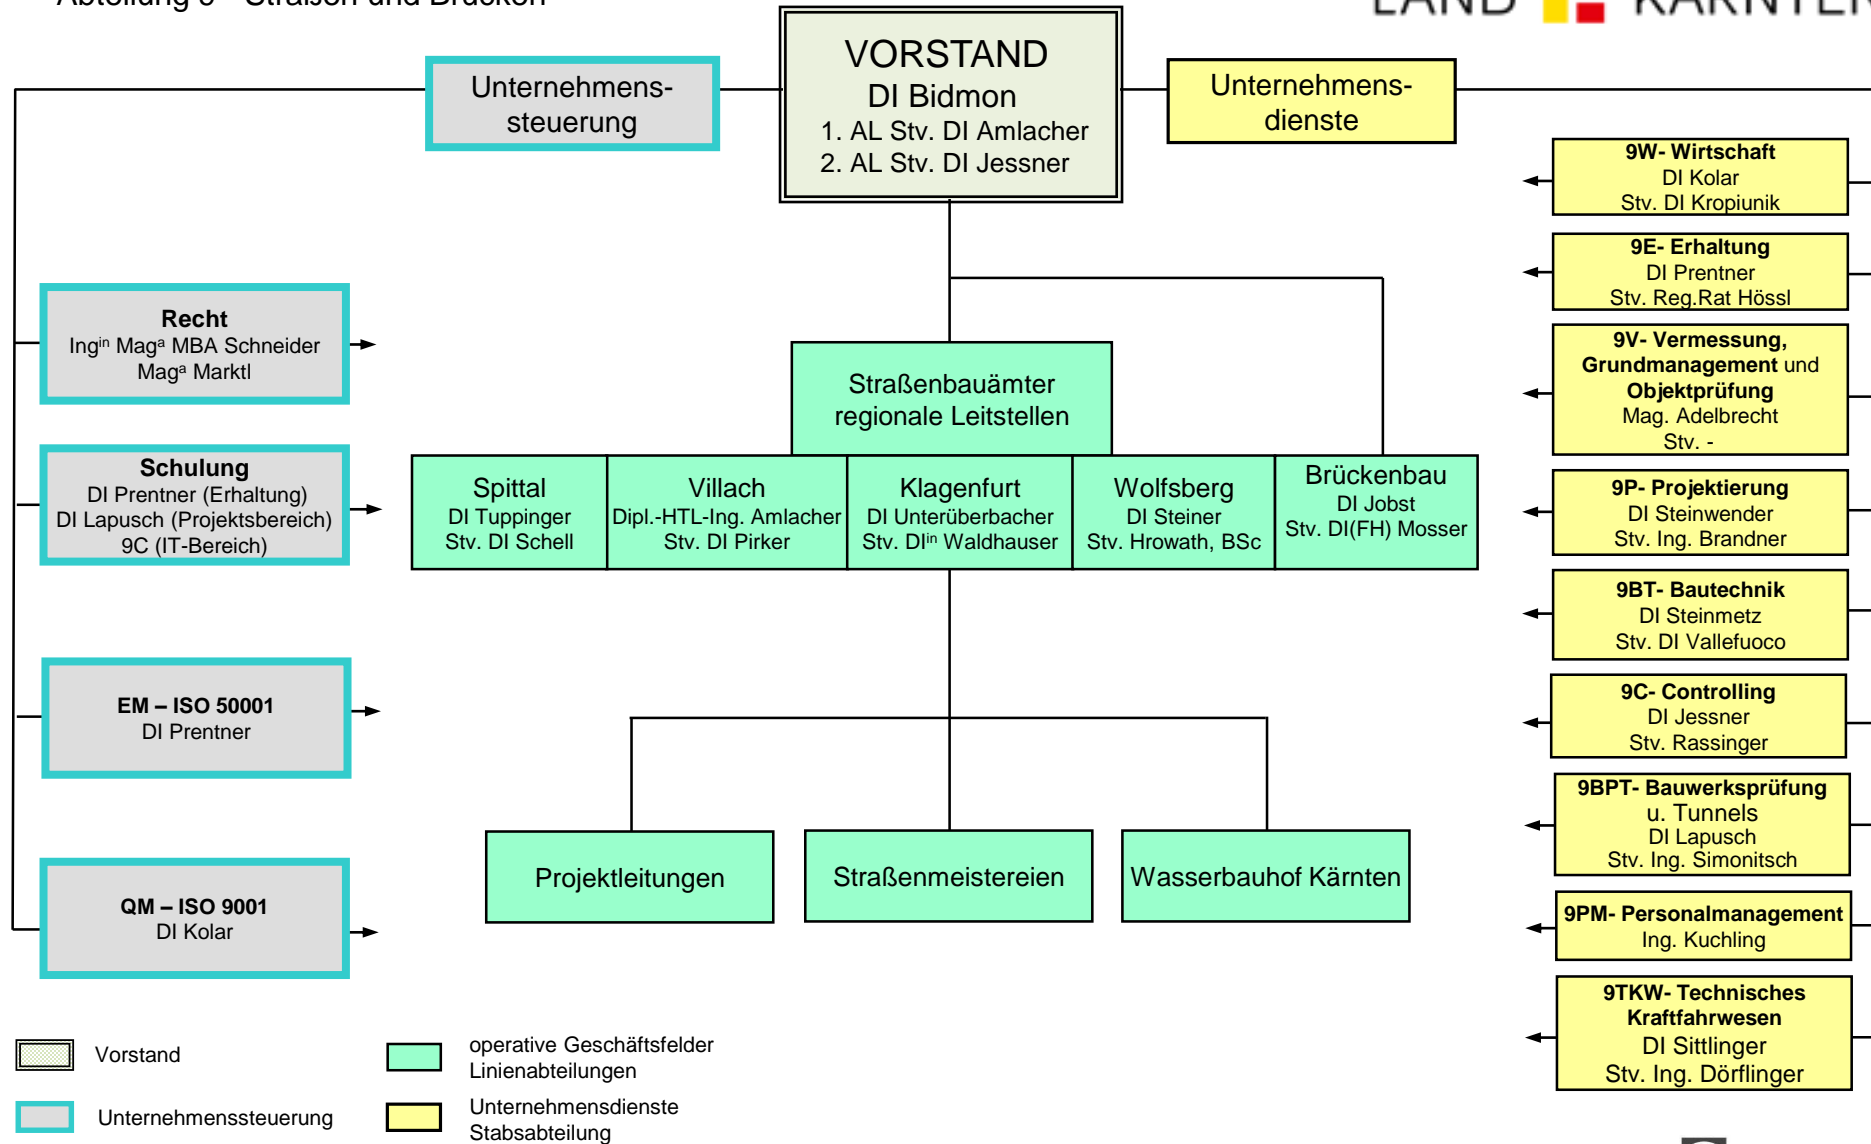 Straßen und Brücken
LAND KÄRNTEN
VORSTAND
DI Bidmon
1. AL Stv. DI Amlacher
2. AL Stv. DI Jessner
Unternehmens-
steuerung
Unternehmens-
dienste
Recht
Ingⁱⁿ Magᵃ MBA Schneider
Magᵃ Marktl
Schulung
DI Prentner (Erhaltung)
DI Lapusch (Projektsbereich)
9C (IT-Bereich)
EM – ISO 50001
DI Prentner
QM – ISO 9001
DI Kolar
Straßenbauämter
regionale Leitstellen
Spittal
DI Tuppinger
Stv. DI Schell
Villach
Dipl.-HTL-Ing. Amlacher
Stv. DI Pirker
Klagenfurt
DI Unterüberbacher
Stv. DIⁱⁿ Waldhauser
Wolfsberg
DI Steiner
Stv. Hrowath, BSc
Brückenbau
DI Jobst
Stv. DI(FH) Mosser
Projektleitungen
Straßenmeistereien
Wasserbauhof Kärnten
9W- Wirtschaft
DI Kolar
Stv. DI Kropiunik
9E- Erhaltung
DI Prentner
Stv. Reg.Rat Hössl
9V- Vermessung,
Grundmanagement und
Objektprüfung
Mag. Adelbrecht
Stv. -
9P- Projektierung
DI Steinwender
Stv. Ing. Brandner
9BT- Bautechnik
DI Steinmetz
Stv. DI Vallefuoco
9C- Controlling
DI Jessner
Stv. Rassinger
9BPT- Bauwerksprüfung
u. Tunnels
DI Lapusch
Stv. Ing. Simonitsch
9PM- Personalmanagement
Ing. Kuchling
9TKW- Technisches
Kraftfahrwesen
DI Sittlinger
Stv. Ing. Dörflinger
Vorstand
operative Geschäftsfelder
Linienabteilungen
Unternehmenssteuerung
Unternehmensdienste
Stabsabteilung